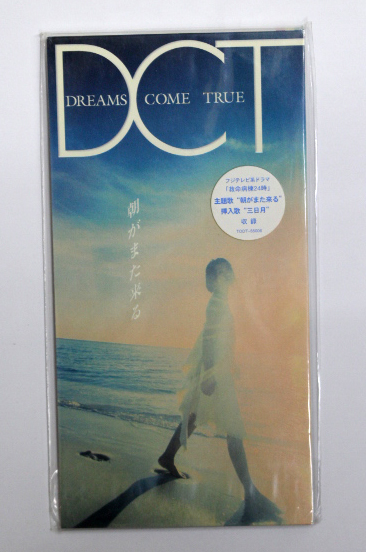 DCT
DREAMS COME TRUE
フジテレビ系ドラマ
「救命病棟24時」
主題歌 "朝がまた来る"
挿入歌 "三日月"
収録
朝がまた来る